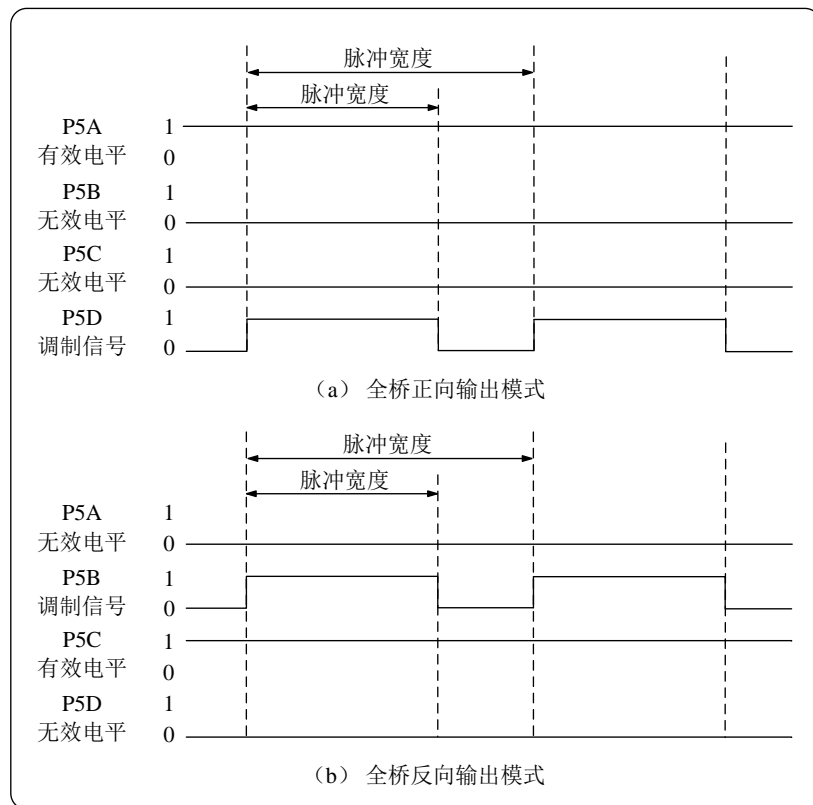 脉冲宽度
脉冲宽度
P5A 1
有效电平 0
P5B 1
无效电平 0
P5C 1
无效电平 0
P5D 1
调制信号 0
（a） 全桥正向输出模式
脉冲宽度
脉冲宽度
P5A 1
无效电平 0
P5B 1
调制信号 0
P5C 1
有效电平 0
P5D 1
无效电平 0
（b） 全桥反向输出模式